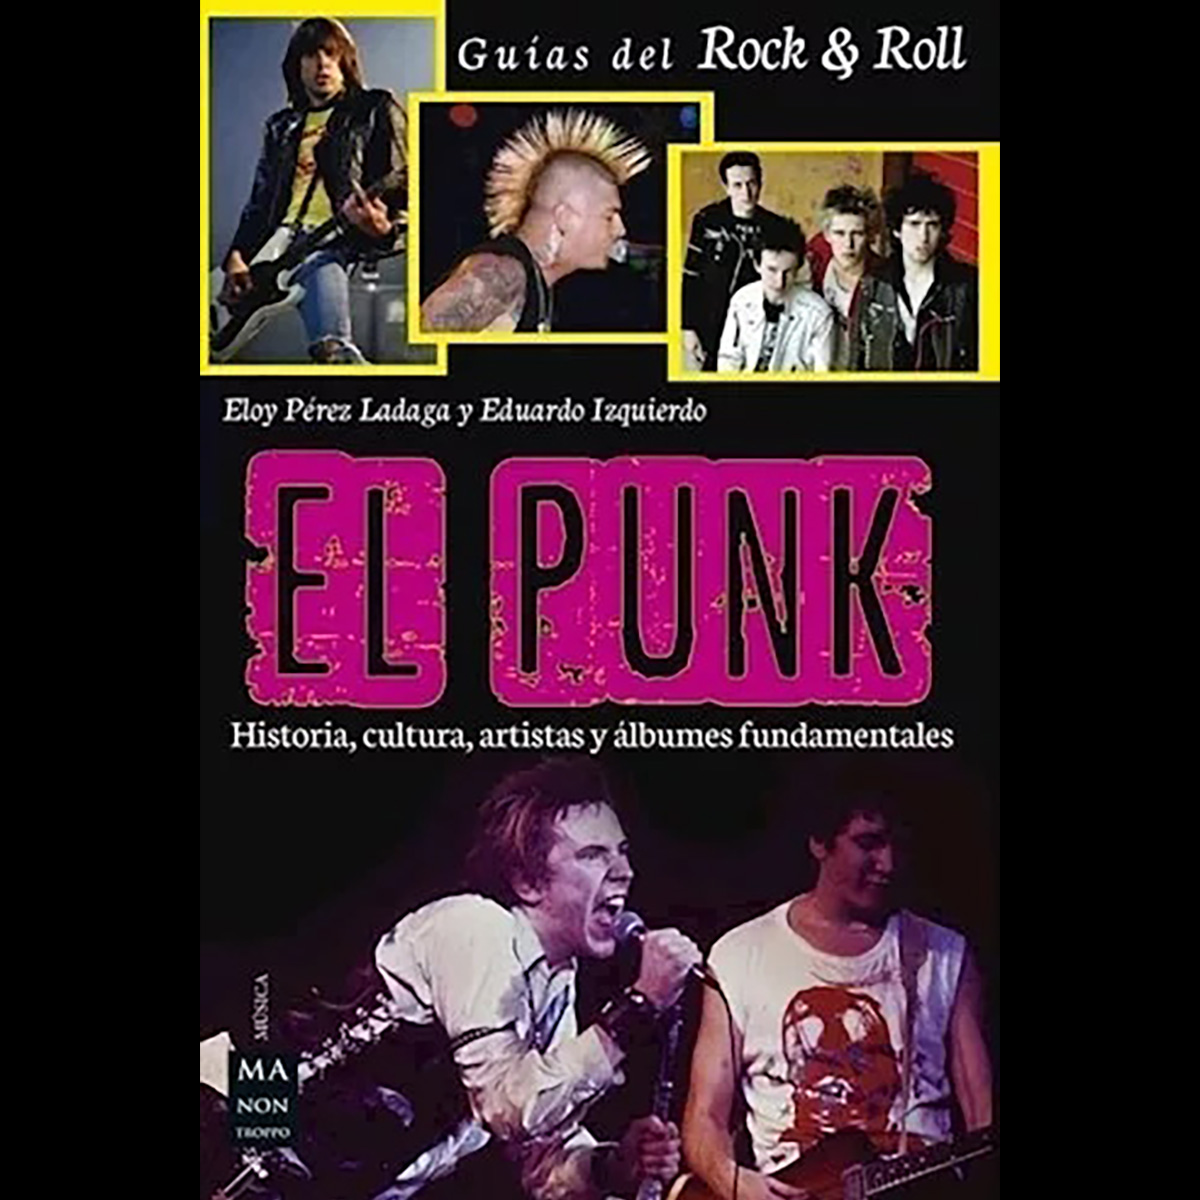 Guías del Rock & Roll
Eloy Pérez Ladaga y Eduardo Izquierdo
EL PUNK
Historia, cultura, artistas y álbumes fundamentales
MÚSICA
MA
NON
TROPPO